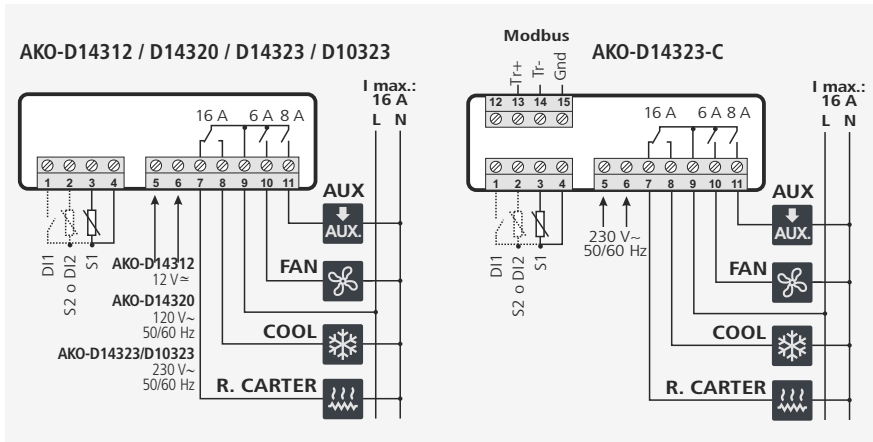 AKO-D14312 / D14320 / D14323 / D10323
I max.:
16 A
L N
16 A 6 A 8 A
1 2 3 4 5 6 7 8 9 10 11
DI1
S2 o DI2
S1
AKO-D14312
12 V≂
AKO-D14320
120 V~
50/60 Hz
AKO-D14323/D10323
230 V~
50/60 Hz
AUX
AUX.
FAN
COOL
R. CARTER
Modbus
AKO-D14323-C
Tr+
Tr-
Gnd
I max.:
16 A
L N
12 13 14 15
16 A 6 A 8 A
1 2 3 4 5 6 7 8 9 10 11
DI1
S2 o DI2
S1
230 V~
50/60 Hz
AUX
AUX.
FAN
COOL
R. CARTER